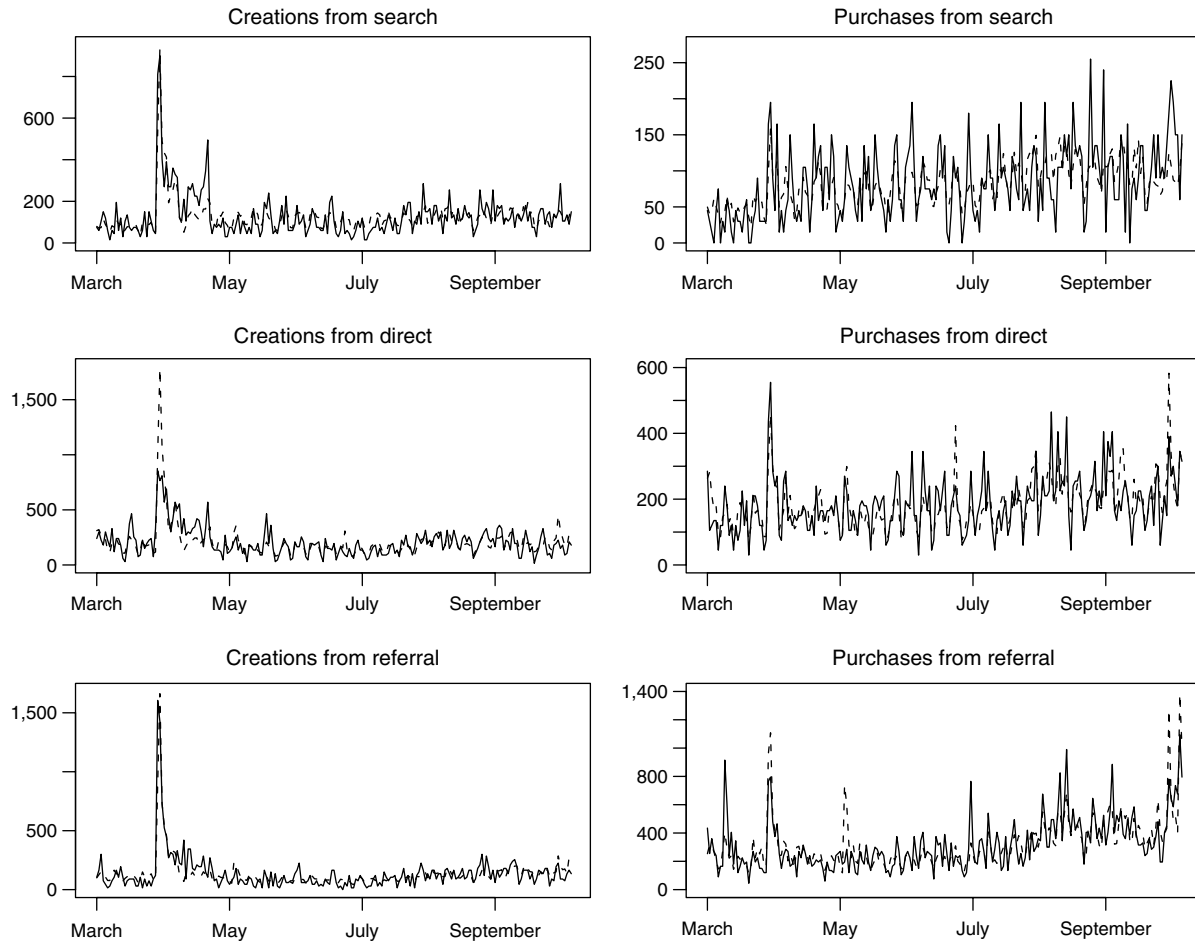 Creations from search
Purchases from search
600
200
0
March May July September
250
150
50
0
March May July September
Creations from direct
Purchases from direct
1,500
500
0
March May July September
600
400
200
0
March May July September
Creations from referral
Purchases from referral
1,500
500
0
March May July September
1,400
800
400
0
March May July September